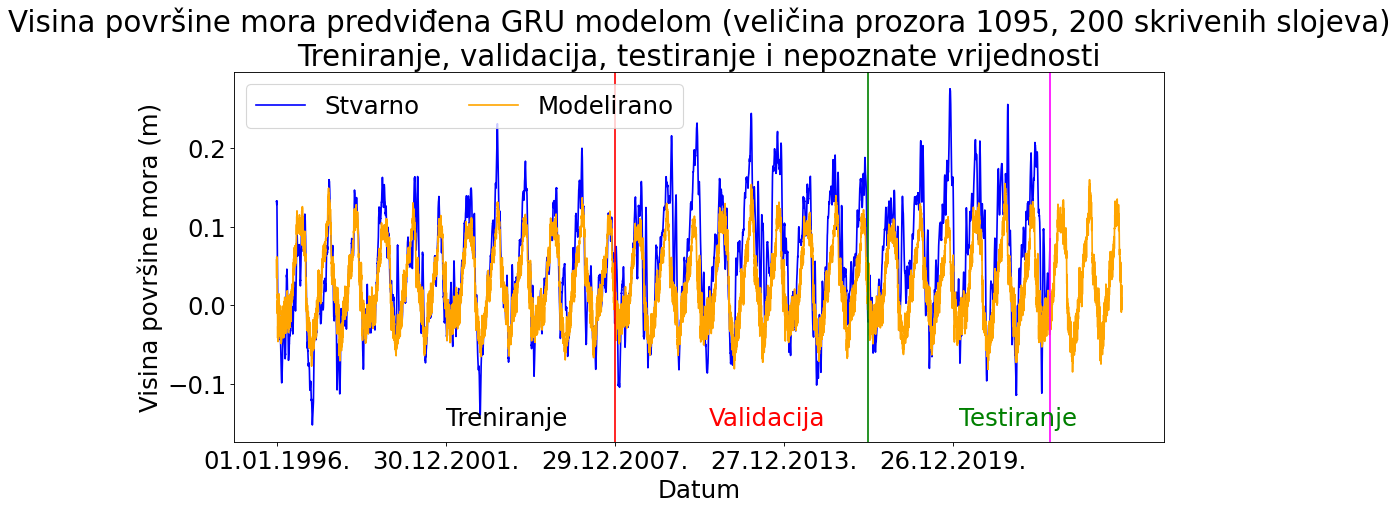 Visina površine mora predviđena GRU modelom (veličina prozora 1095, 200 skrivenih slojeva)
Treniranje, validacija, testiranje i nepoznate vrijednosti
Stvarno Modelirano
Visina površine mora (m)
0.2
0.1
0.0
−0.1
Treniranje Validacija Testiranje
01.01.1996. 30.12.2001. 29.12.2007. 27.12.2013. 26.12.2019.
Datum